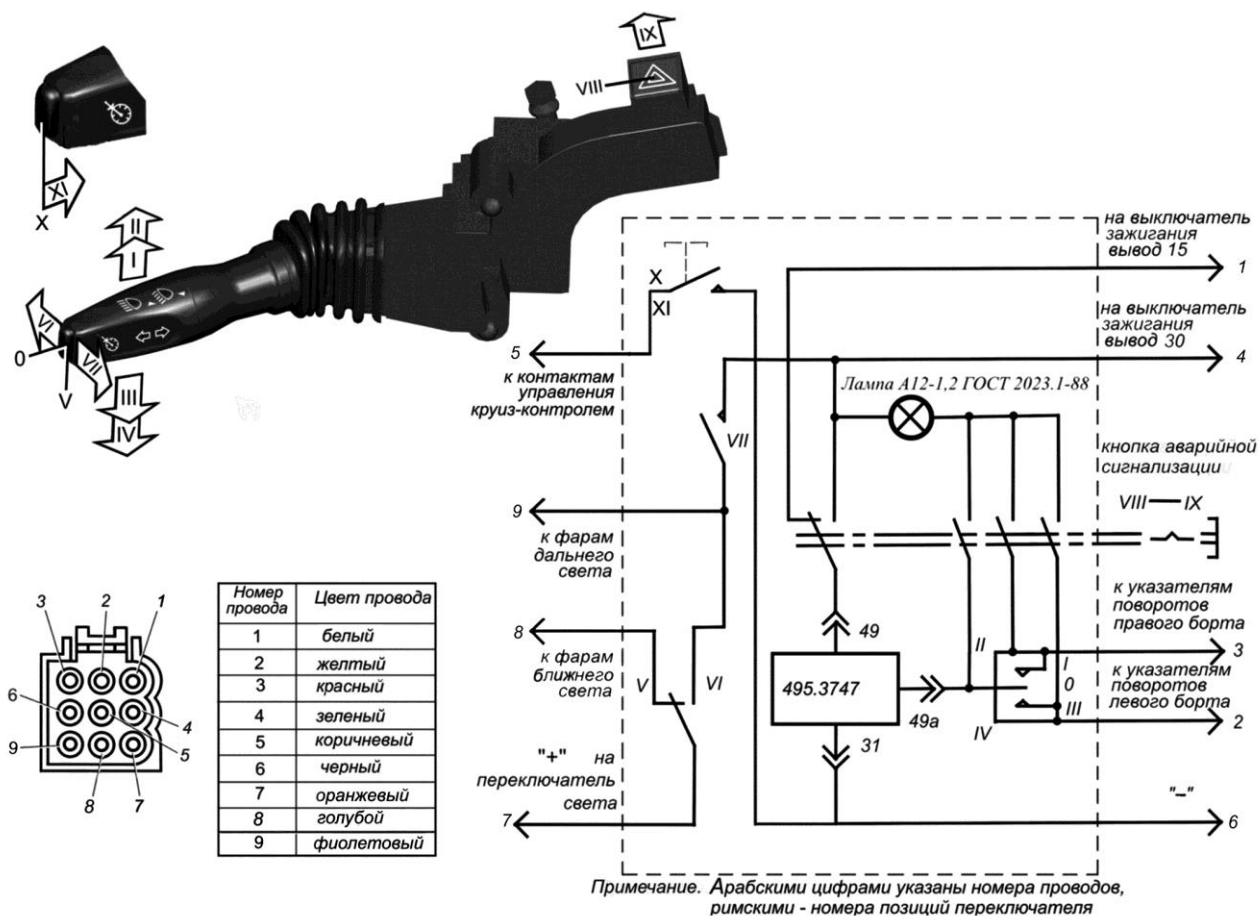 IX
VIII
XI
X
II
I
VI
0
VII
V
III
IV
на выключатель
зажигания
вывод 15
1
X
XI
на выключатель
зажигания
вывод 30
5
4
к контактам
управления
круиз-контролем
Лампа А12-1,2 ГОСТ 2023.1-88
VII
кнопка аварийной
сигнализации
VIII — IX
9
к фарам
дальнего
света
к указателям
поворотов
правого борта
8
49
II
3
к фарам
ближнего
света
V
VI
I
0
к указателям
поворотов
левого борта
495.3747
49а
III
IV
2
31
"+" на
переключатель
света
7
"–"
6
3
2
1
6
4
9
5
8
7
Номер провода Цвет провода
1 белый
2 желтый
3 красный
4 зеленый
5 коричневый
6 черный
7 оранжевый
8 голубой
9 фиолетовый
Примечание. Арабскими цифрами указаны номера проводов,
римскими - номера позиций переключателя